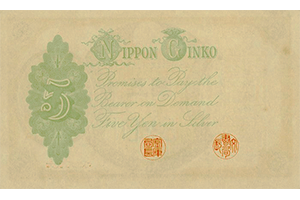 NIPPON GINKO
Promises to Pay the
Bearer on Demand
Five Yen in Silver